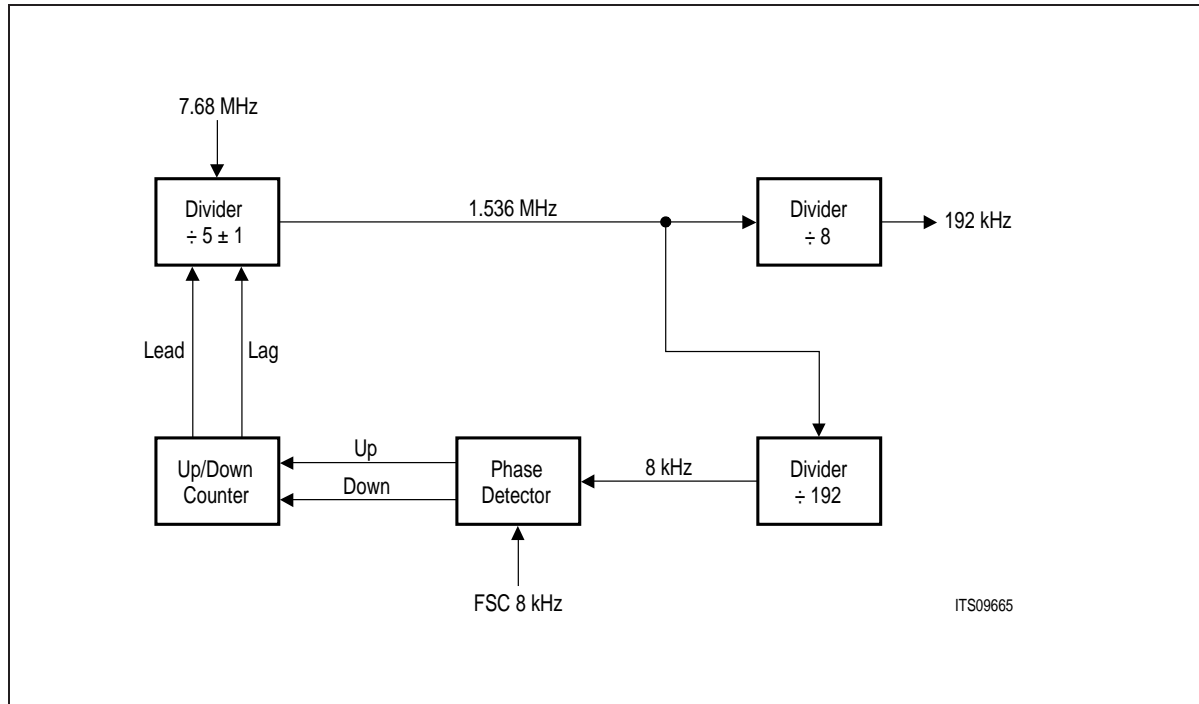 7.68 MHz
Divider
÷ 5 ± 1
1.536 MHz
Divider
÷ 8
192 kHz
Lead
Lag
Up/Down
Counter
Up
Down
Phase
Detector
8 kHz
Divider
÷ 192
FSC 8 kHz
ITS09665